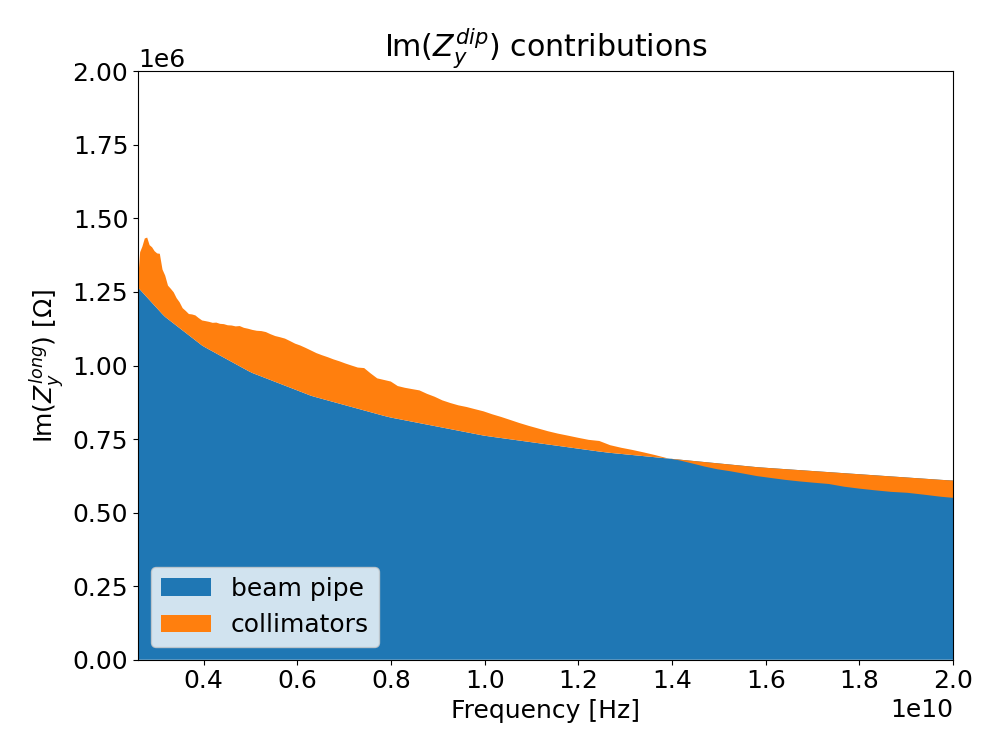 Im(Z_y^{dip}) contributions
1e6
2.00
1.75
1.50
1.25
1.00
0.75
0.50
0.25
0.00
Im(Z_y^{long}) [Ω]
beam pipe
collimators
0.4 0.6 0.8 1.0 1.2 1.4 1.6 1.8 2.0
Frequency [Hz]
1e10